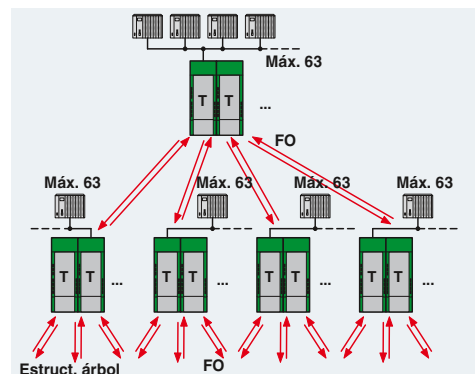 Máx. 63
T T ...
FO
Máx. 63 Máx. 63 Máx. 63 Máx. 63
T T ... T T ... T T ... T T ...
Estruct. árbol FO